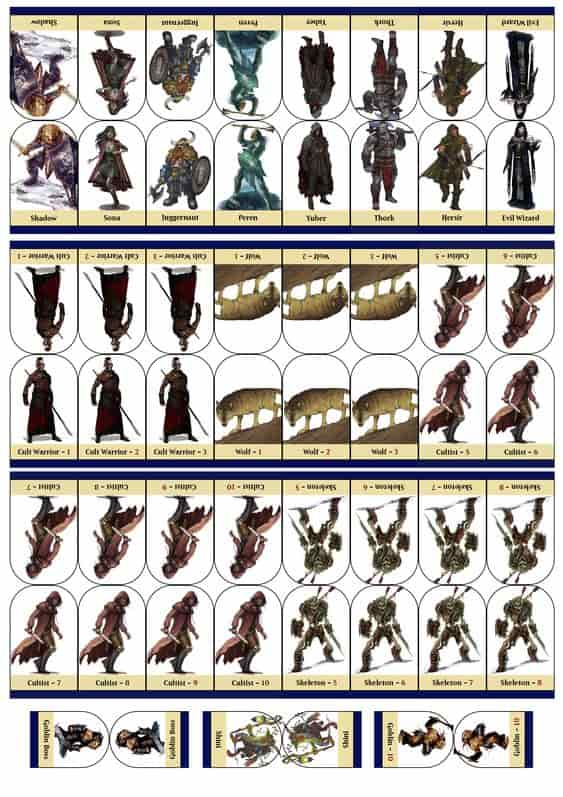 Shadow
Sona
Juggernaut
Peren
Yuber
Thork
Hersir
Evil Wizard
Shadow
Sona
Juggernaut
Peren
Yuber
Thork
Hersir
Evil Wizard
Cult Warrior – 1
Cult Warrior – 2
Cult Warrior – 3
Wolf – 1
Wolf – 2
Wolf – 3
Cultist – 5
Cultist – 6
Cult Warrior – 1
Cult Warrior – 2
Cult Warrior – 3
Wolf – 1
Wolf – 2
Wolf – 3
Cultist – 5
Cultist – 6
Cultist – 7
Cultist – 8
Cultist – 9
Cultist – 10
Skeleton – 5
Skeleton – 6
Skeleton – 7
Skeleton – 8
Cultist – 7
Cultist – 8
Cultist – 9
Cultist – 10
Skeleton – 5
Skeleton – 6
Skeleton – 7
Skeleton – 8
Goblin Boss
Goblin Boss
Shini
Shini
Goblin – 10
Goblin – 10